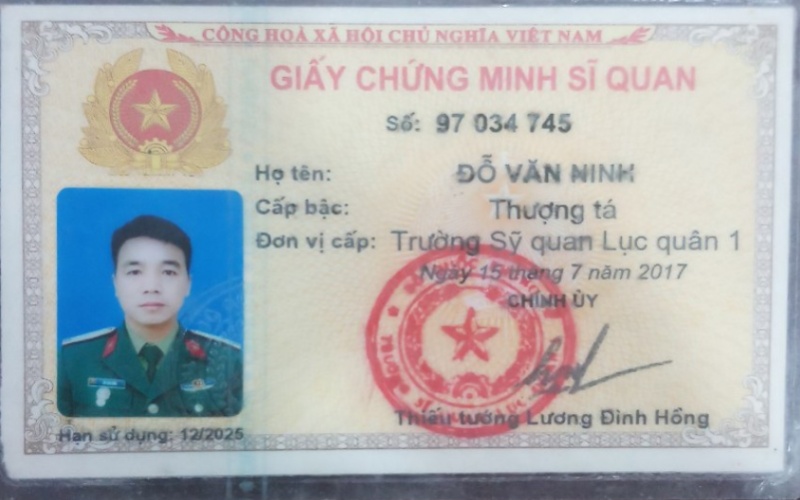 CỘNG HOÀ XÃ HỘI CHỦ NGHĨA VIỆT NAM
GIẤY CHỨNG MINH SĨ QUAN
Số: 97 034 745
Họ tên: ĐỖ VĂN NINH
Cấp bậc: Thượng tá
Đơn vị cấp: Trường Sỹ quan Lục quân 1
Ngày 15 tháng 7 năm 2017
CHÍNH ỦY
Thiếu tướng Lương Đình Hồng
Hạn sử dụng: 12/2025